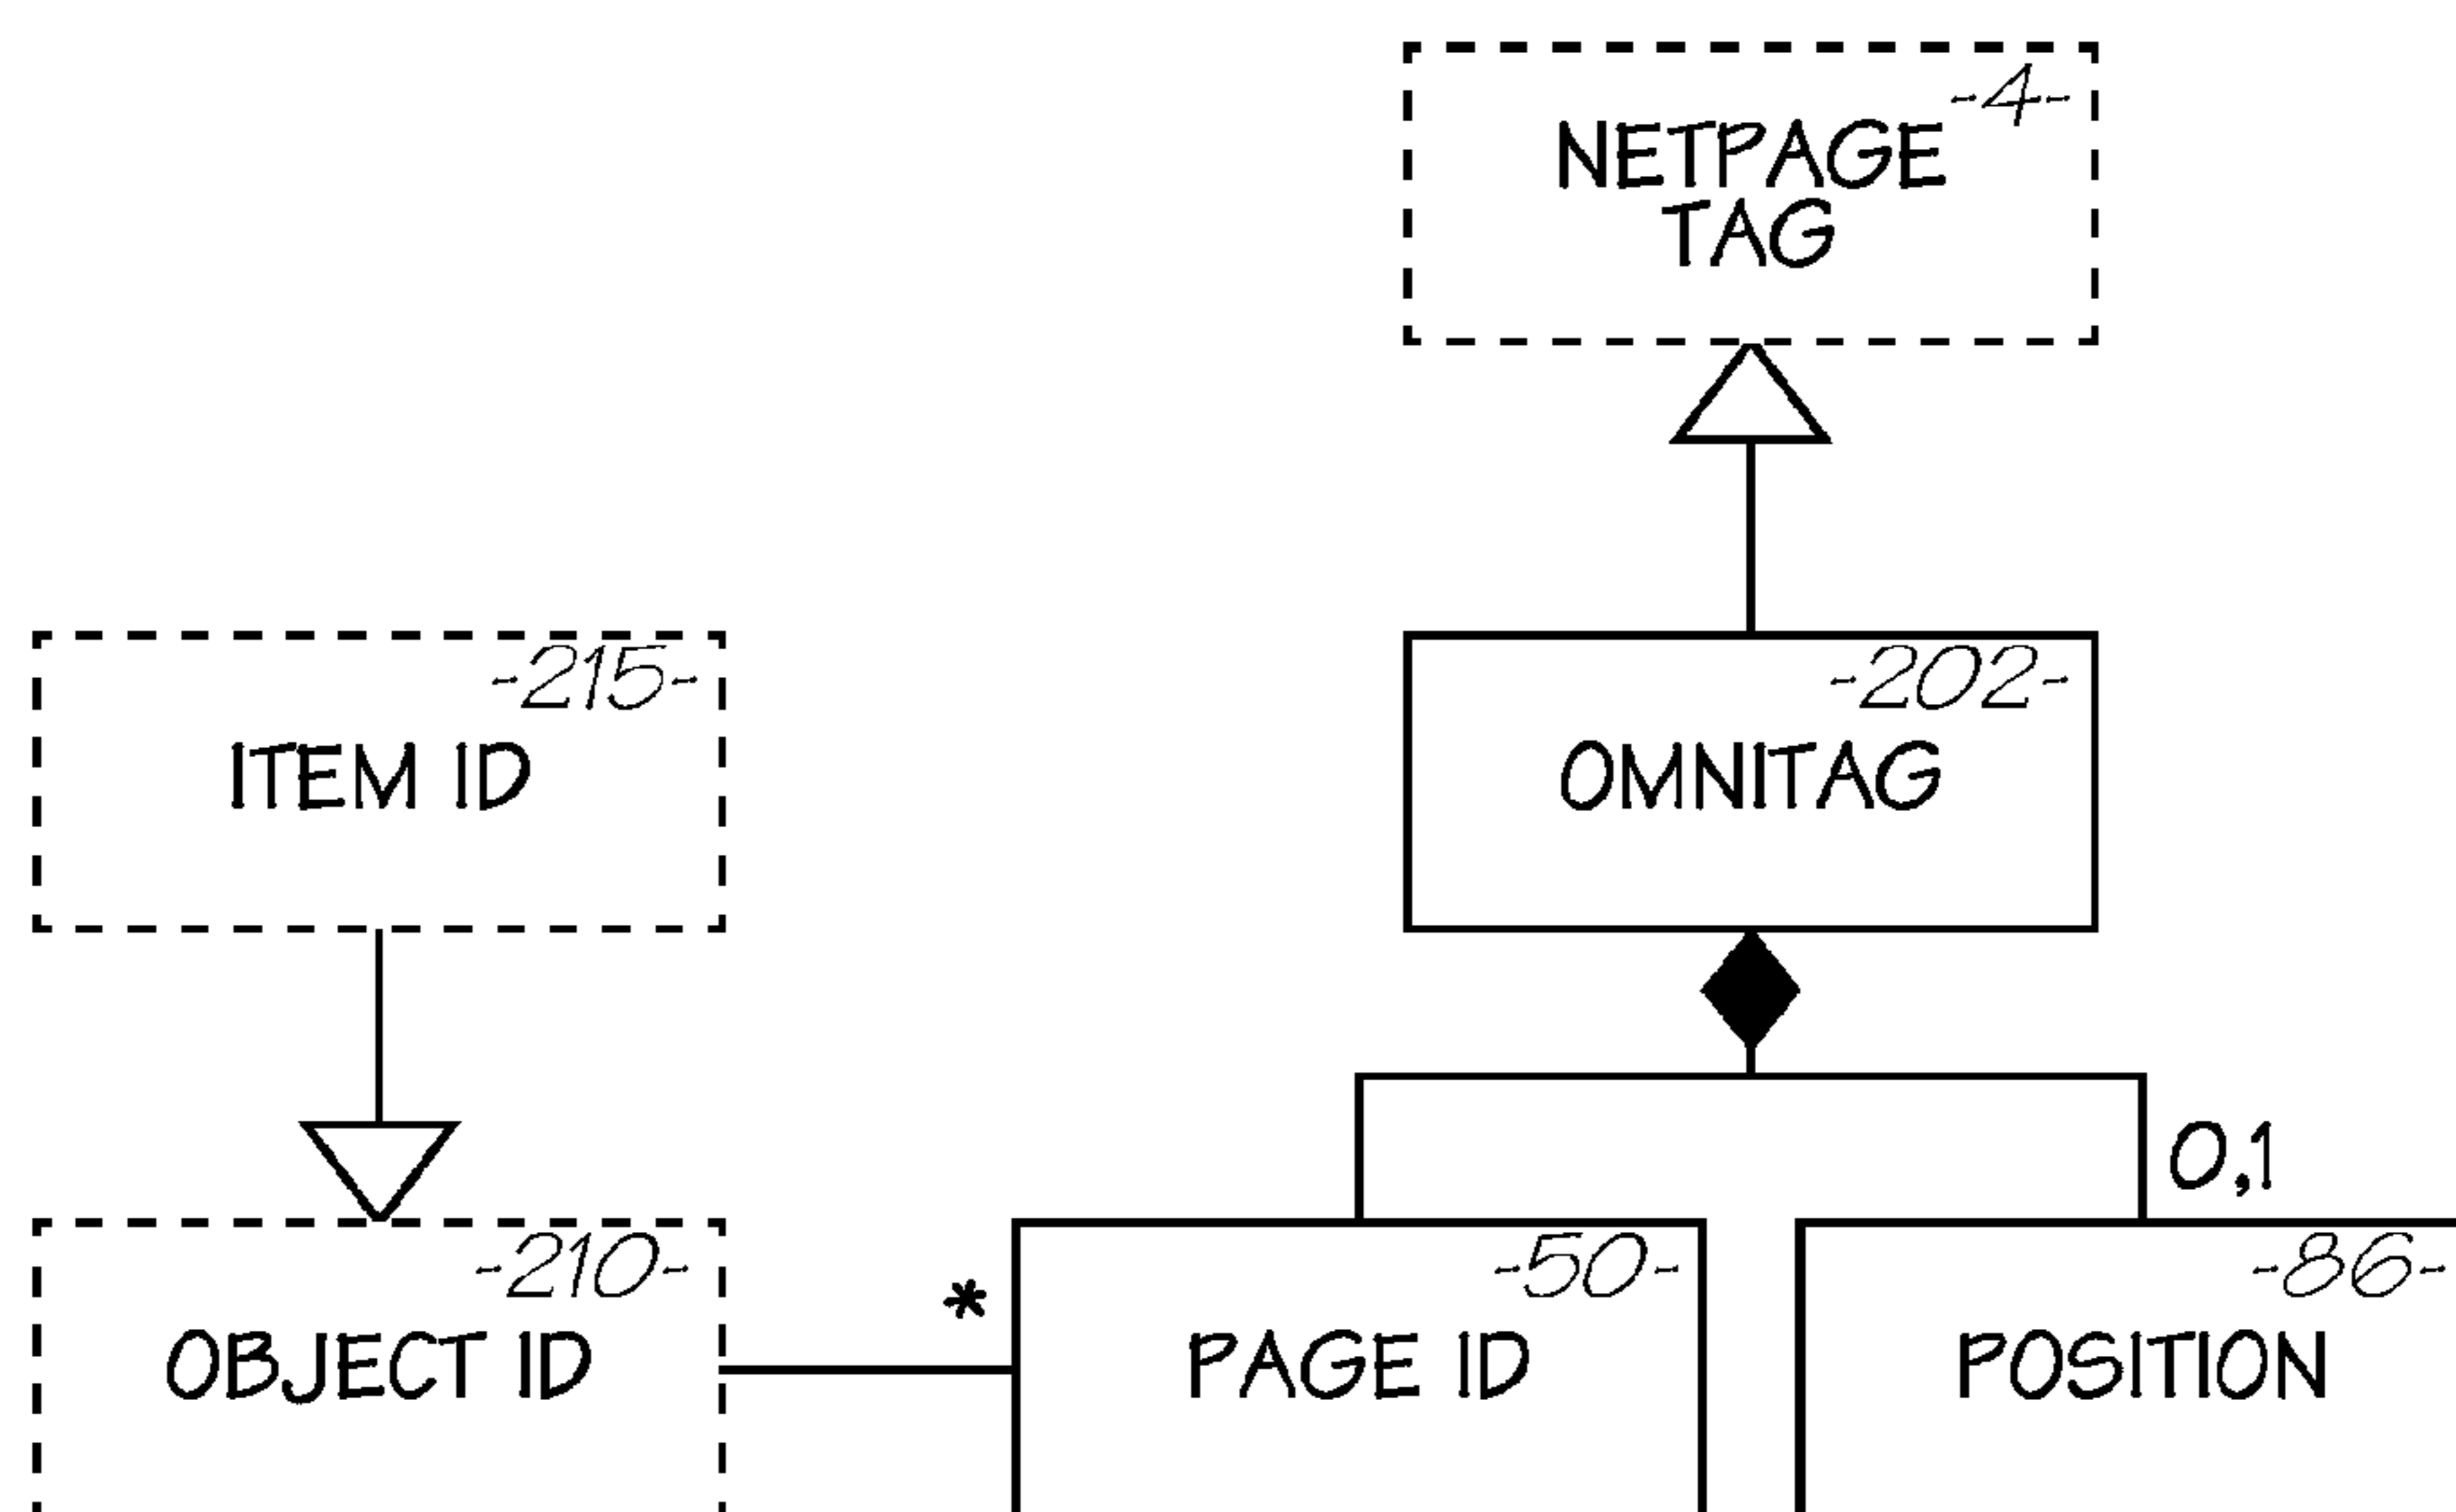 -4-
NETPAGE
TAG
-215-
ITEM ID
-202-
OMNITAG
0,1
-210-
OBJECT ID
*
-50-
PAGE ID
-86-
POSITION